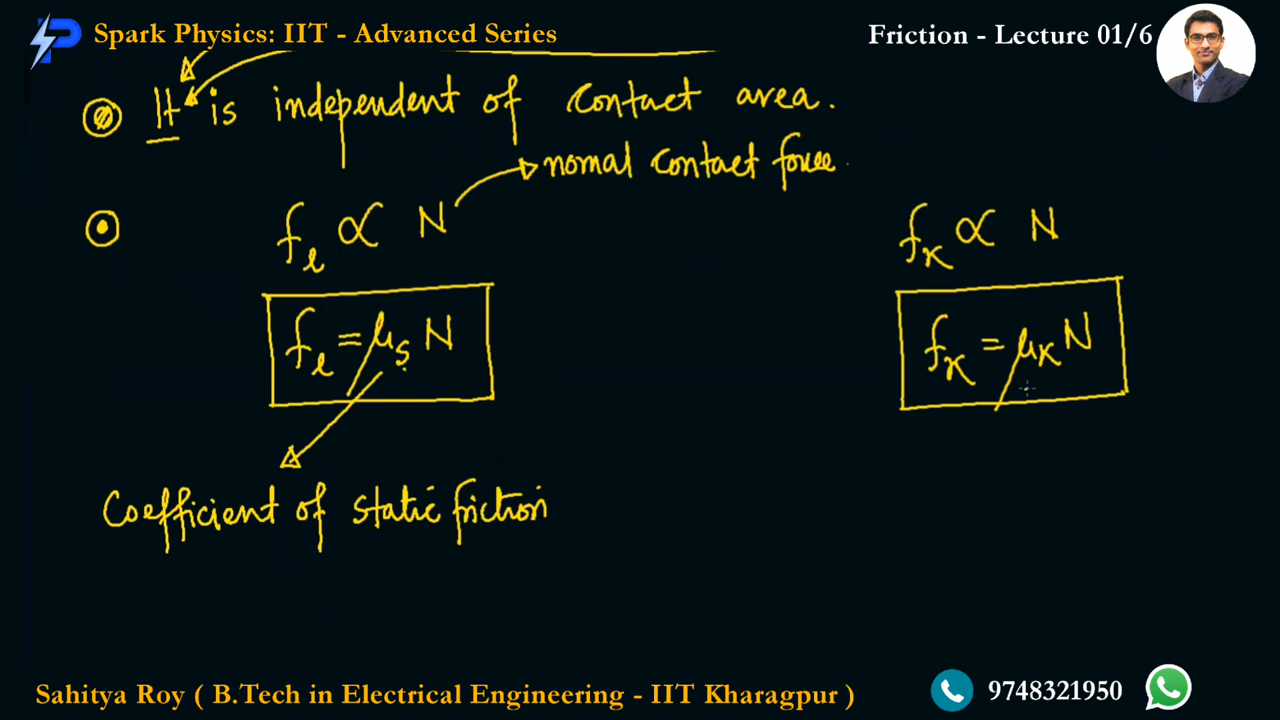 Spark Physics: IIT - Advanced Series
Friction - Lecture 01/6
It is independent of contact area.
nomal contact force.
fℓ ∝ N
fK ∝ N
fℓ = μs N
fK = μK N
Coefficient of static friction
Sahitya Roy ( B.Tech in Electrical Engineering - IIT Kharagpur )
9748321950